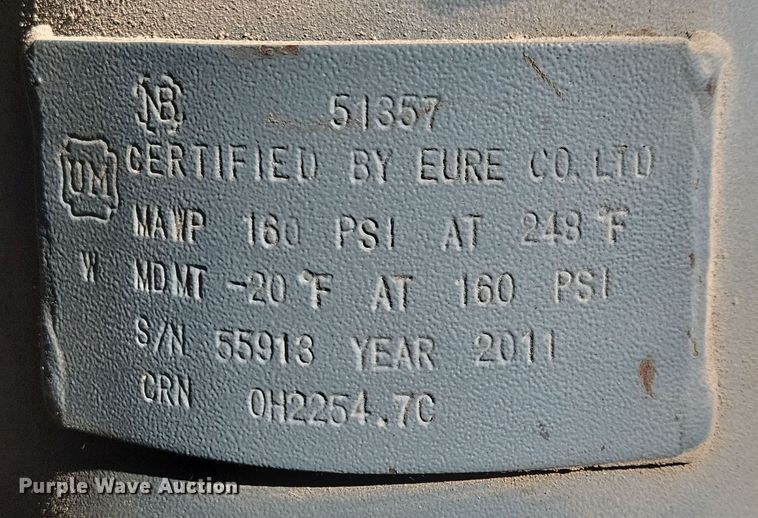 NB 51357
UM CERTIFIED BY EURE CO. LTD
MAWP 160 PSI AT 248 °F
W MDMT -20 °F AT 160 PSI
S/N 55913 YEAR 2011
CRN 0H2254.7C
Purple Wave Auction